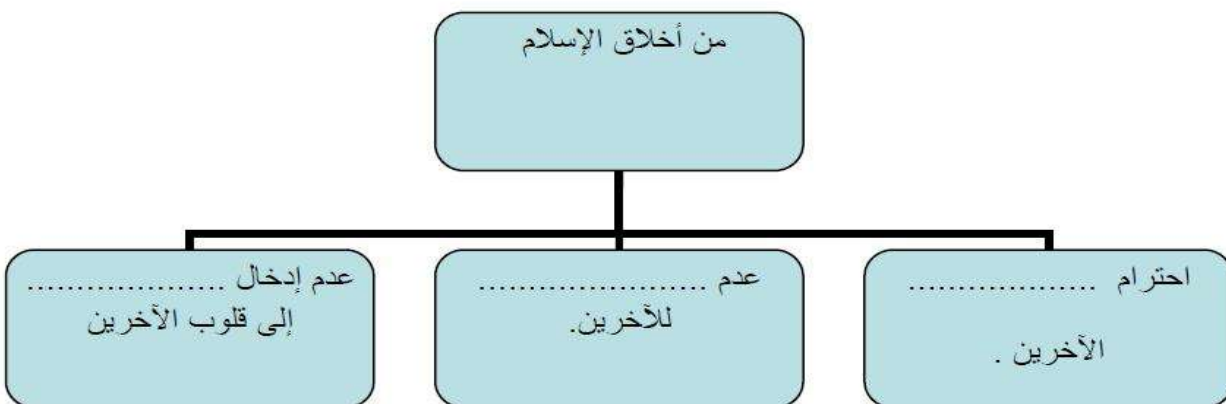 من أخلاق الإسلام
احترام ..................
الآخرين .
عدم .......................
للآخرين.
عدم إدخال ....................
إلى قلوب الآخرين